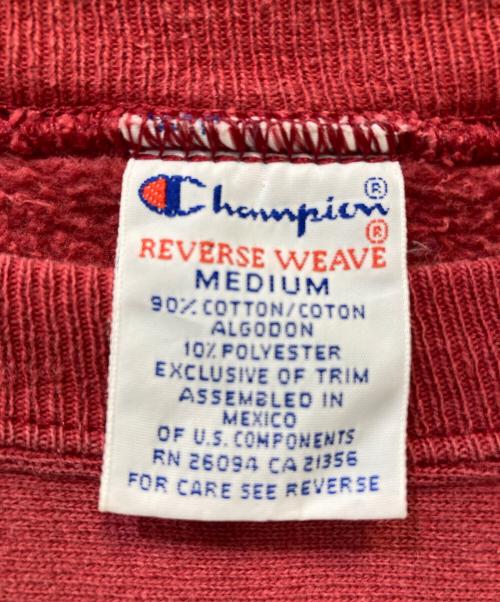 Champion®
REVERSE WEAVE®
MEDIUM
90% COTTON/COTON
ALGODON
10% POLYESTER
EXCLUSIVE OF TRIM
ASSEMBLED IN
MEXICO
OF U.S. COMPONENTS
RN 26094 CA 21356
FOR CARE SEE REVERSE